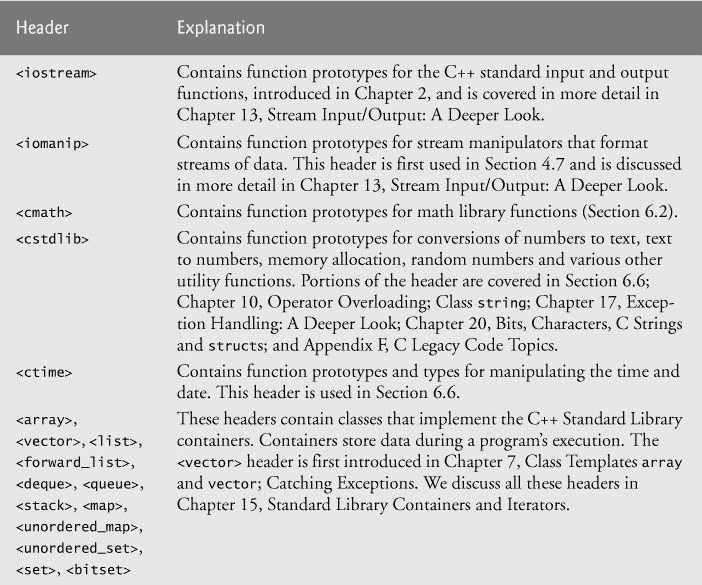 Header Explanation
<iostream> Contains function prototypes for the C++ standard input and output
functions, introduced in Chapter 2, and is covered in more detail in
Chapter 13, Stream Input/Output: A Deeper Look.
<iomanip> Contains function prototypes for stream manipulators that format
streams of data. This header is first used in Section 4.7 and is discussed
in more detail in Chapter 13, Stream Input/Output: A Deeper Look.
<cmath> Contains function prototypes for math library functions (Section 6.2).
<cstdlib> Contains function prototypes for conversions of numbers to text, text
to numbers, memory allocation, random numbers and various other
utility functions. Portions of the header are covered in Section 6.6;
Chapter 10, Operator Overloading; Class string; Chapter 17, Excep-
tion Handling: A Deeper Look; Chapter 20, Bits, Characters, C Strings
and structs; and Appendix F, C Legacy Code Topics.
<ctime> Contains function prototypes and types for manipulating the time and
date. This header is used in Section 6.6.
<array>, These headers contain classes that implement the C++ Standard Library
<vector>, <list>, containers. Containers store data during a program's execution. The
<forward_list>, <vector> header is first introduced in Chapter 7, Class Templates array
<deque>, <queue>, and vector; Catching Exceptions. We discuss all these headers in
<stack>, <map>, Chapter 15, Standard Library Containers and Iterators.
<unordered_map>,
<unordered_set>,
<set>, <bitset>